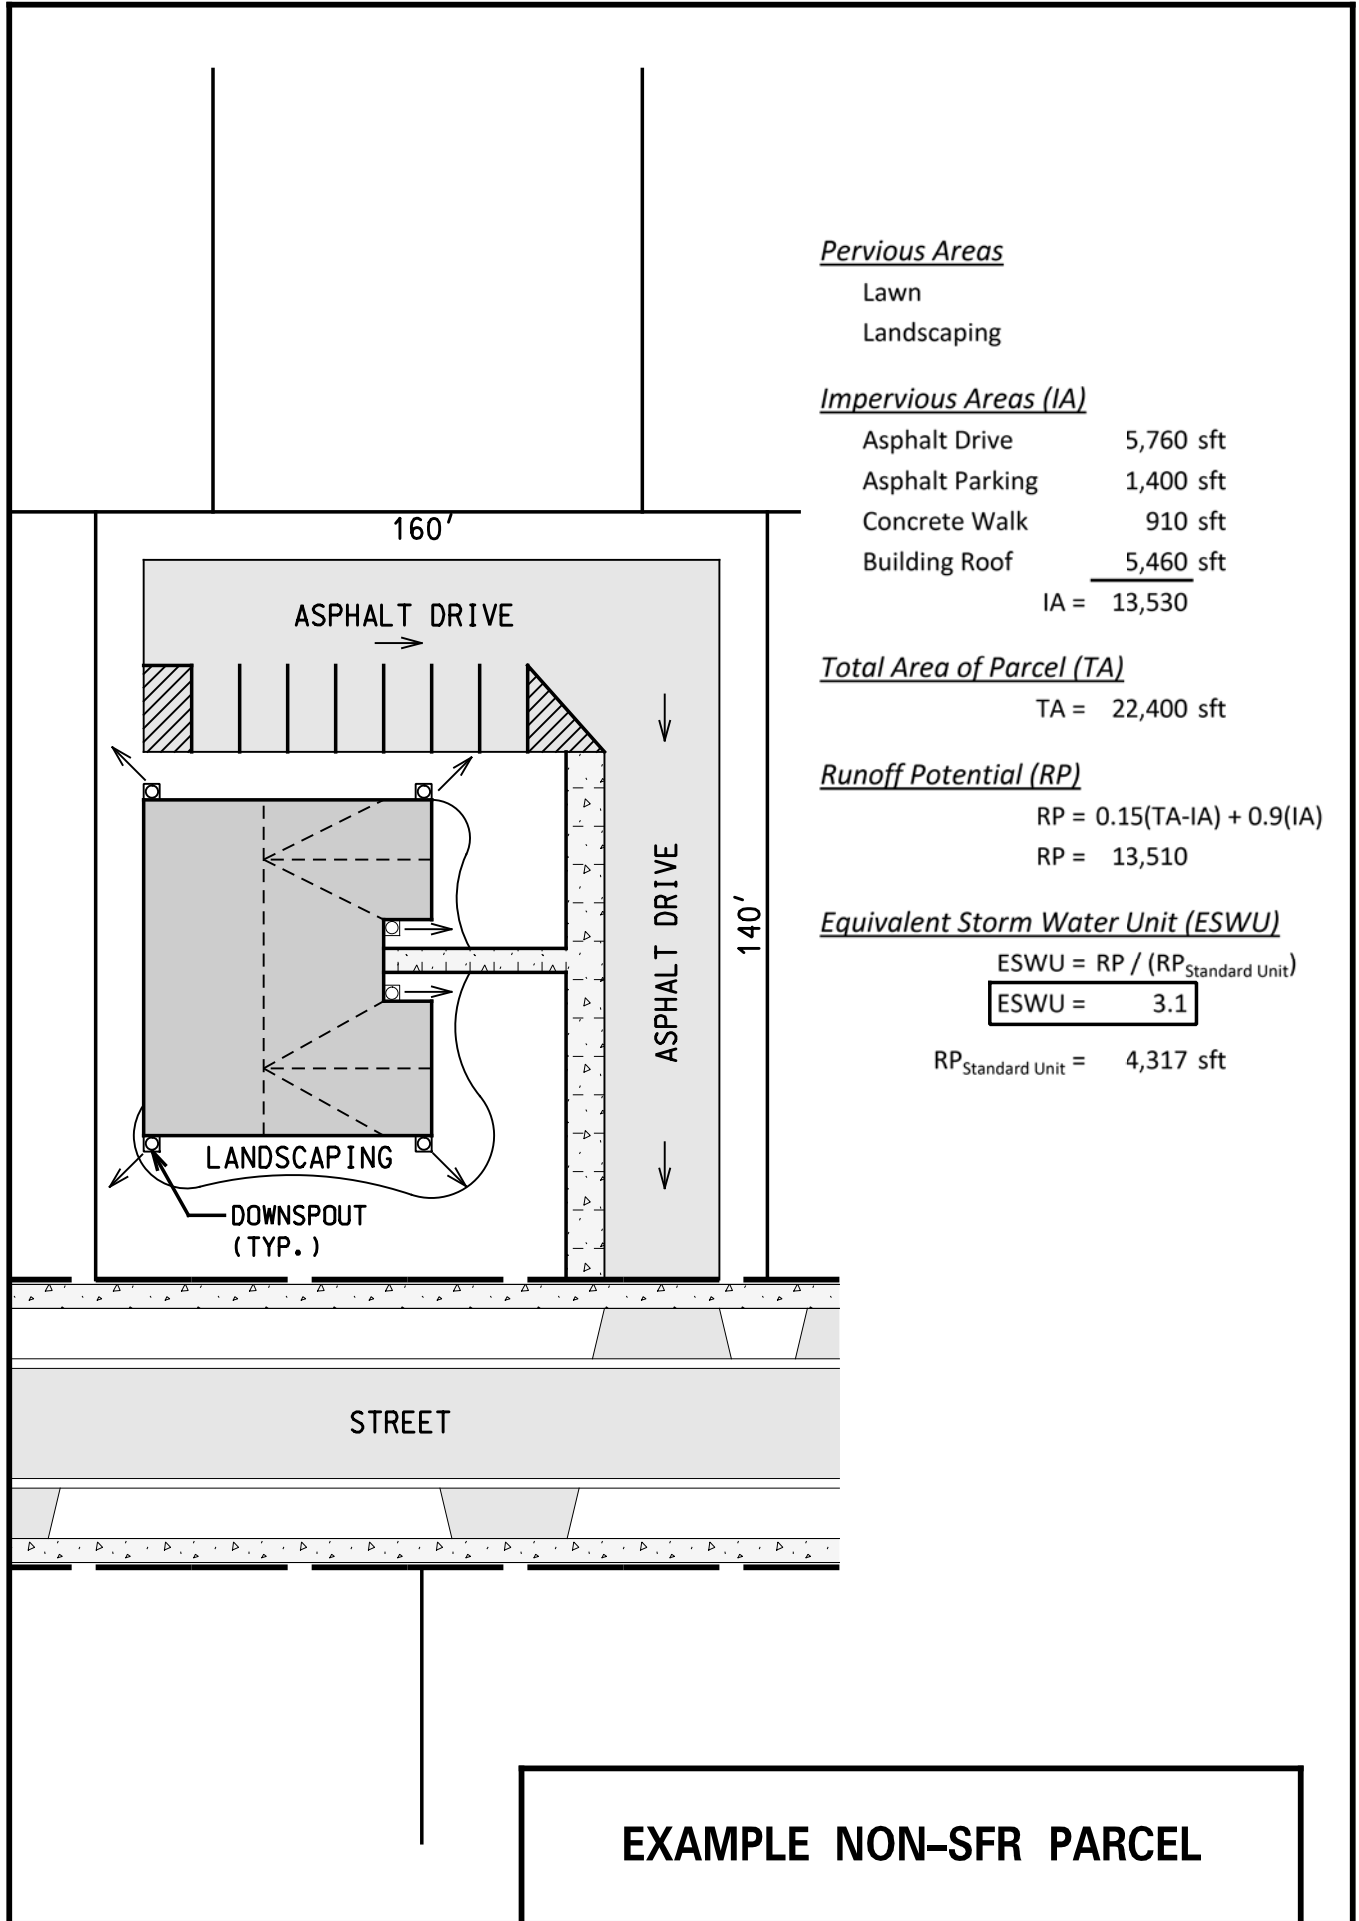 160′
ASPHALT DRIVE
ASPHALT DRIVE
140′
LANDSCAPING
DOWNSPOUT
(TYP.)
STREET
Pervious Areas
Lawn
Landscaping
Impervious Areas (IA)
Asphalt Drive 5,760 sft
Asphalt Parking 1,400 sft
Concrete Walk 910 sft
Building Roof 5,460 sft
IA = 13,530
Total Area of Parcel (TA)
TA = 22,400 sft
Runoff Potential (RP)
RP = 0.15(TA-IA) + 0.9(IA)
RP = 13,510
Equivalent Storm Water Unit (ESWU)
ESWU = RP / (RP Standard Unit)
ESWU = 3.1
RP Standard Unit = 4,317 sft
EXAMPLE NON-SFR PARCEL